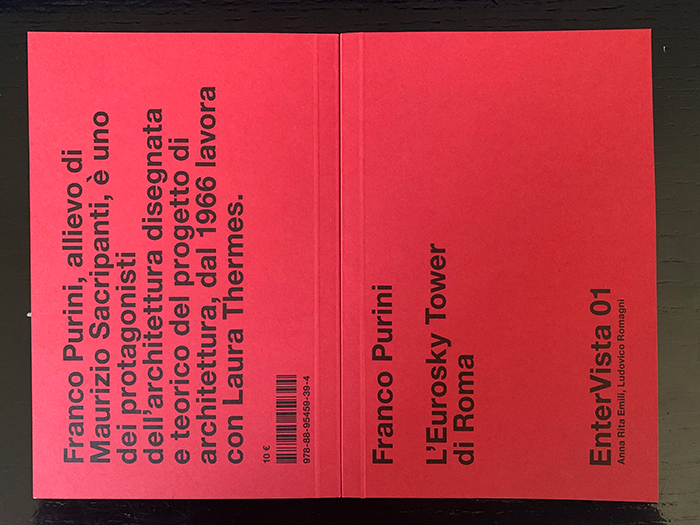 Franco Purini, allievo di
Maurizio Sacripanti, è uno
dei protagonisti
dell'architettura disegnata
e teorico del progetto di
architettura, dal 1966 lavora
con Laura Thermes.
10 €
978-88-95459-39-4
Franco Purini
L'Eurosky Tower
di Roma
EnterVista 01
Anna Rita Emili, Ludovico Romagni